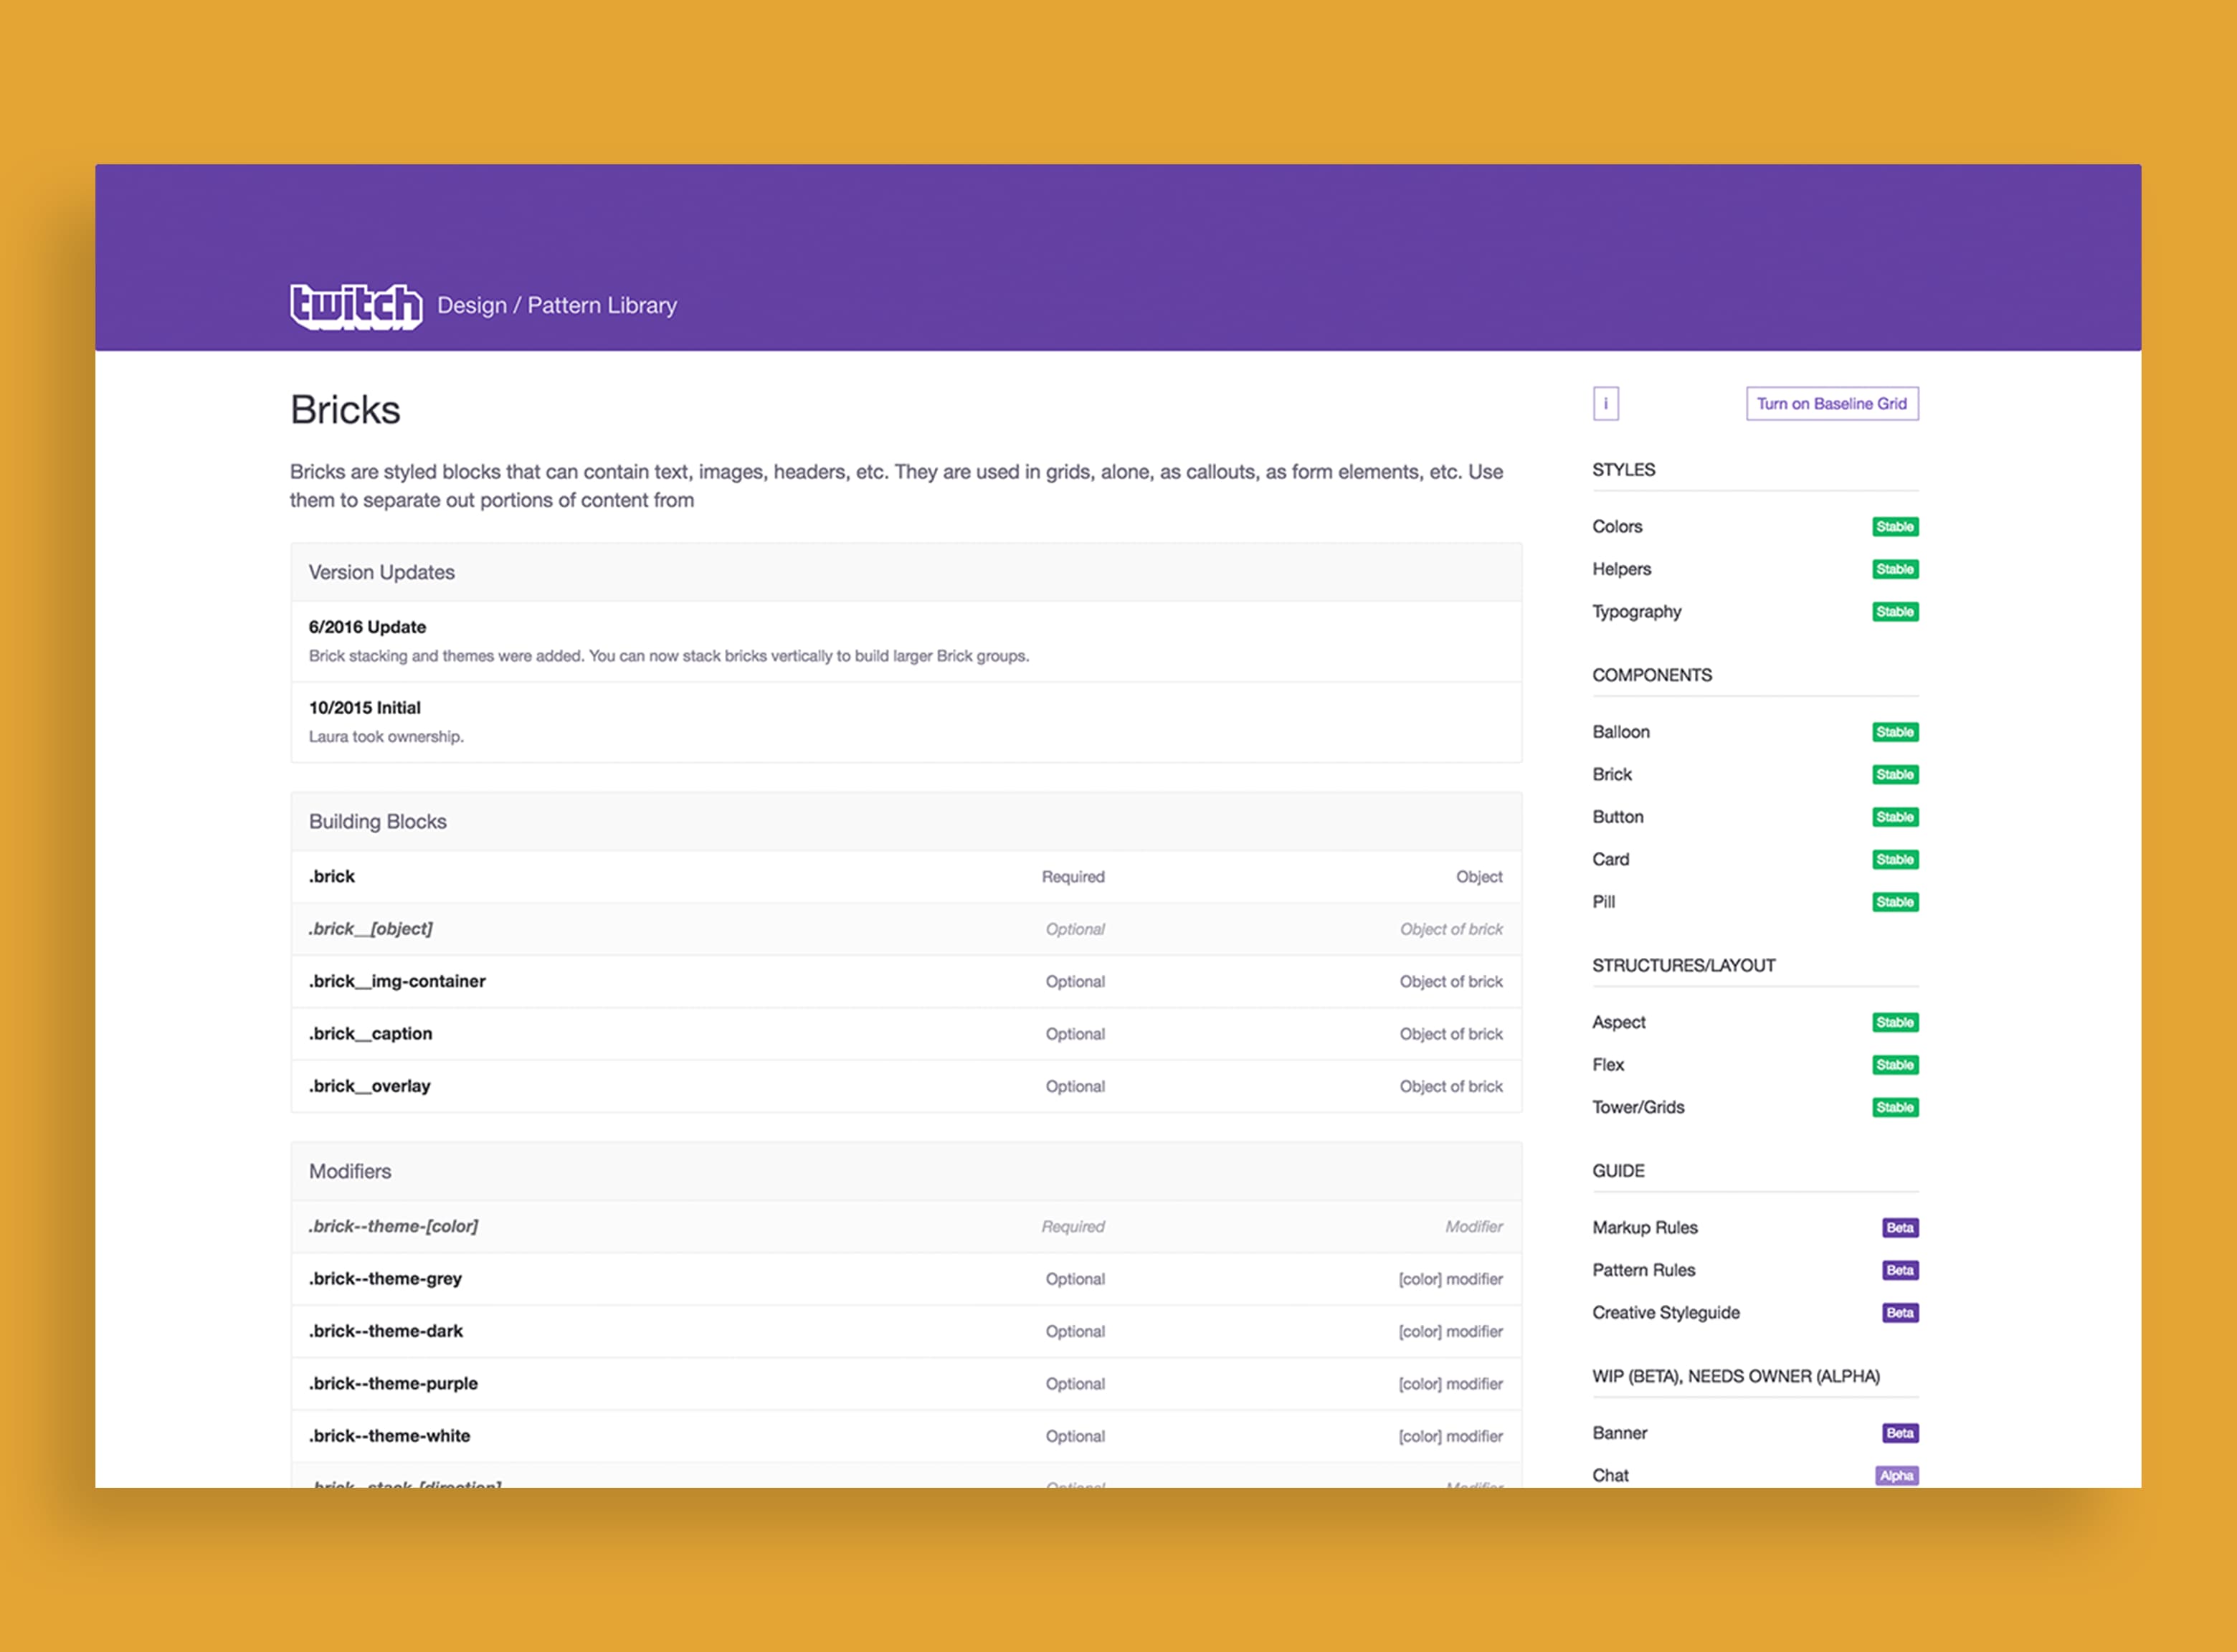 twitch Design / Pattern Library
Bricks
Bricks are styled blocks that can contain text, images, headers, etc. They are used in grids, alone, as callouts, as form elements, etc. Use
them to separate out portions of content from
Version Updates
6/2016 Update
Brick stacking and themes were added. You can now stack bricks vertically to build larger Brick groups.
10/2015 Initial
Laura took ownership.
Building Blocks
.brick Required Object
.brick__[object] Optional Object of brick
.brick__img-container Optional Object of brick
.brick__caption Optional Object of brick
.brick__overlay Optional Object of brick
Modifiers
.brick--theme-[color] Required Modifier
.brick--theme-grey Optional [color] modifier
.brick--theme-dark Optional [color] modifier
.brick--theme-purple Optional [color] modifier
.brick--theme-white Optional [color] modifier
.brick--stack-[direction] Optional Modifier
i Turn on Baseline Grid
STYLES
Colors Stable
Helpers Stable
Typography Stable
COMPONENTS
Balloon Stable
Brick Stable
Button Stable
Card Stable
Pill Stable
STRUCTURES/LAYOUT
Aspect Stable
Flex Stable
Tower/Grids Stable
GUIDE
Markup Rules Beta
Pattern Rules Beta
Creative Styleguide Beta
WIP (BETA), NEEDS OWNER (ALPHA)
Banner Beta
Chat Alpha